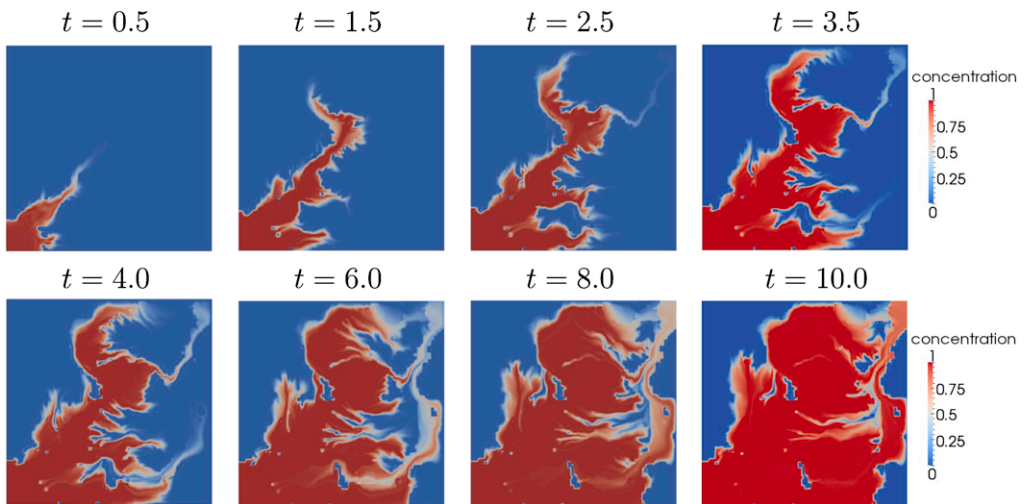 t = 0.5
t = 1.5
t = 2.5
t = 3.5
concentration
1
0.75
0.5
0.25
0
t = 4.0
t = 6.0
t = 8.0
t = 10.0
concentration
1
0.75
0.5
0.25
0